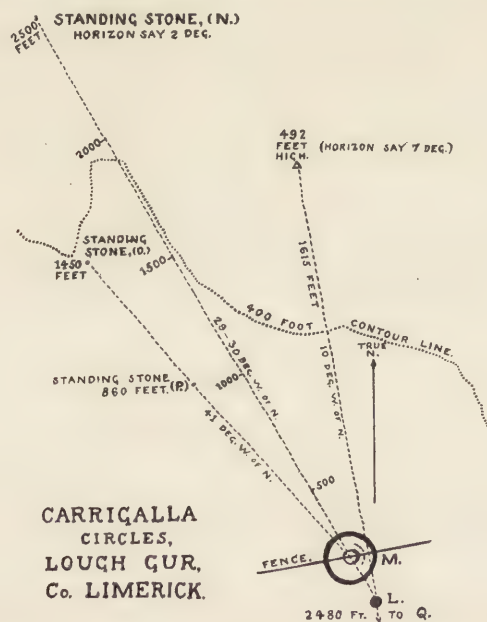 STANDING STONE, (N.)
HORIZON SAY 2 DEG.
2500
FEET
2000
492
FEET
HIGH.
(HORIZON SAY 7 DEG.)
STANDING
STONE, (O.)
1450
FEET
1500
1615 FEET
10 DEG. W. OF N.
400 FOOT CONTOUR LINE.
TRUE
N.
29.30 DEG. W. OF N.
1000
STANDING STONE
860 FEET. (P.)
43 DEG. W. OF N.
500
CARRIGALLA
CIRCLES,
LOUGH GUR,
Co. LIMERICK.
FENCE.
M.
L.
2480 FT. TO Q.